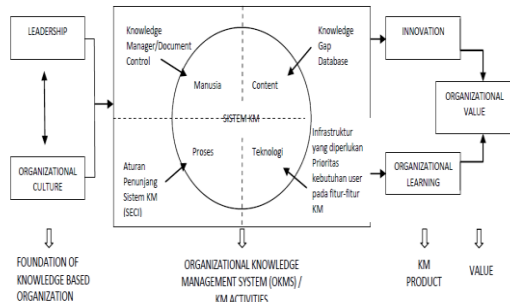 LEADERSHIP
ORGANIZATIONAL
CULTURE
Knowledge
Manager/Document
Control
Knowledge
Gap
Database
Manusia
Content
SISTEM KM
Proses
Teknologi
Aturan
Penunjang
Sistem KM
(SECI)
Infrastruktur
yang diperlukan
Prioritas
kebutuhan user
pada fitur-fitur
KM
INNOVATION
ORGANIZATIONAL
VALUE
ORGANIZATIONAL
LEARNING
FOUNDATION OF
KNOWLEDGE BASED
ORGANIZATION
ORGANIZATIONAL KNOWLEDGE
MANAGEMENT SYSTEM (OKMS) /
KM ACTIVITIES
KM
PRODUCT
VALUE